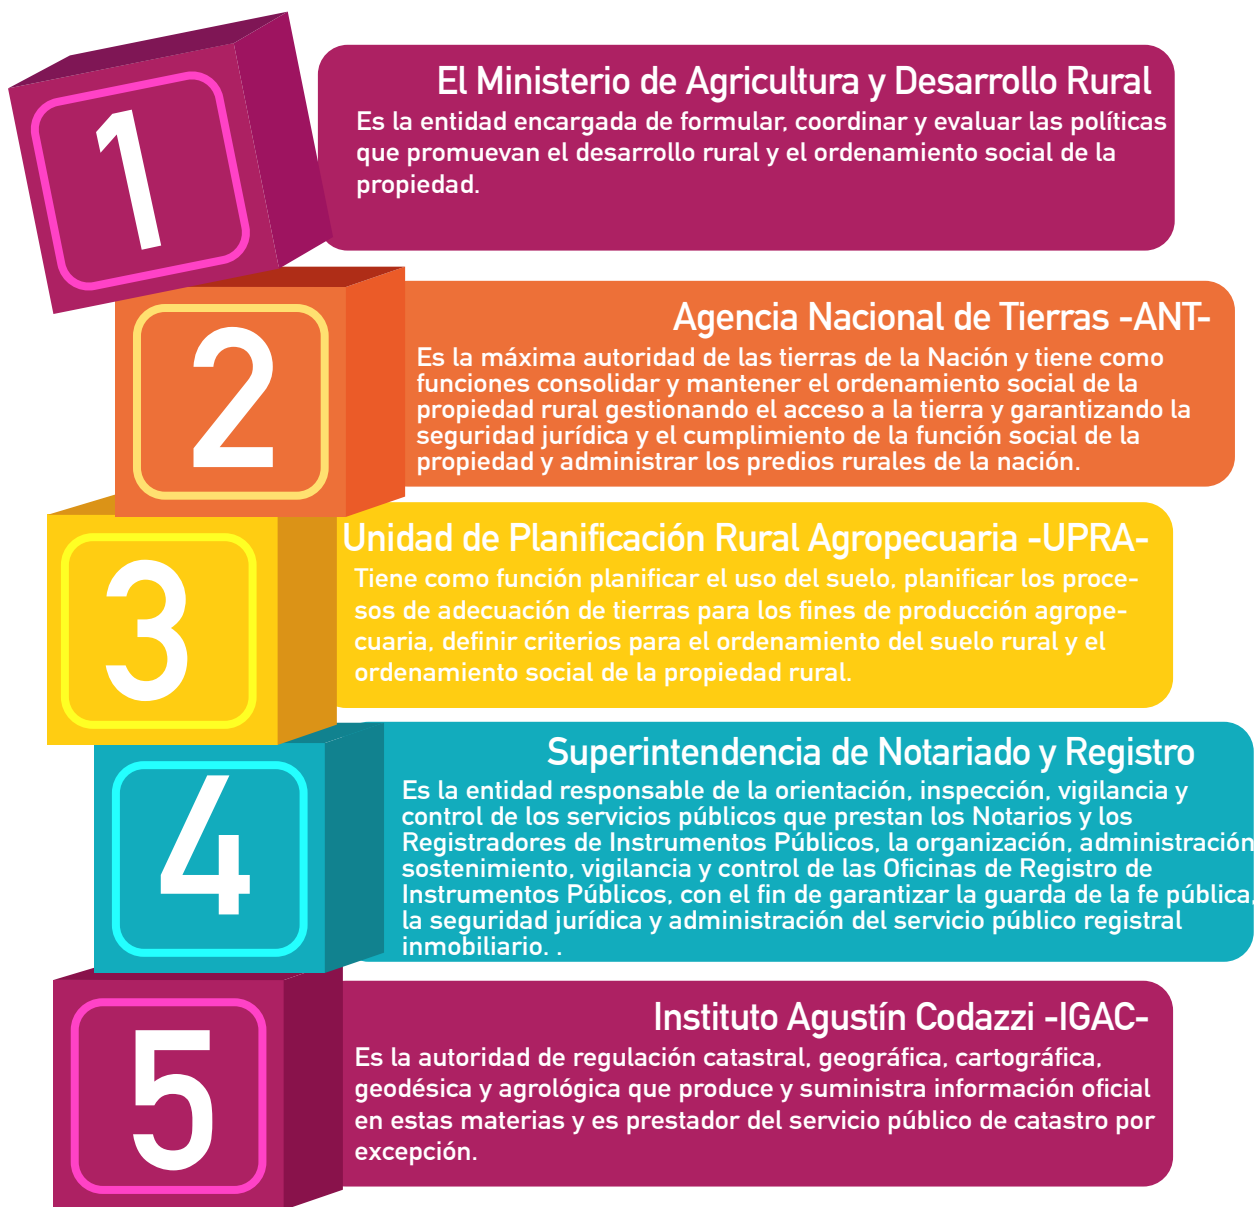 1
El Ministerio de Agricultura y Desarrollo Rural
Es la entidad encargada de formular, coordinar y evaluar las políticas
que promuevan el desarrollo rural y el ordenamiento social de la
propiedad.
2
Agencia Nacional de Tierras -ANT-
Es la máxima autoridad de las tierras de la Nación y tiene como
funciones consolidar y mantener el ordenamiento social de la
propiedad rural gestionando el acceso a la tierra y garantizando la
seguridad jurídica y el cumplimiento de la función social de la
propiedad y administrar los predios rurales de la nación.
3
Unidad de Planificación Rural Agropecuaria -UPRA-
Tiene como función planificar el uso del suelo, planificar los proce-
sos de adecuación de tierras para los fines de producción agrope-
cuaria, definir criterios para el ordenamiento del suelo rural y el
ordenamiento social de la propiedad rural.
4
Superintendencia de Notariado y Registro
Es la entidad responsable de la orientación, inspección, vigilancia y
control de los servicios públicos que prestan los Notarios y los
Registradores de Instrumentos Públicos, la organización, administración
sostenimiento, vigilancia y control de las Oficinas de Registro de
Instrumentos Públicos, con el fin de garantizar la guarda de la fe pública,
la seguridad jurídica y administración del servicio público registral
inmobiliario. .
5
Instituto Agustín Codazzi -IGAC-
Es la autoridad de regulación catastral, geográfica, cartográfica,
geodésica y agrológica que produce y suministra información oficial
en estas materias y es prestador del servicio público de catastro por
excepción.